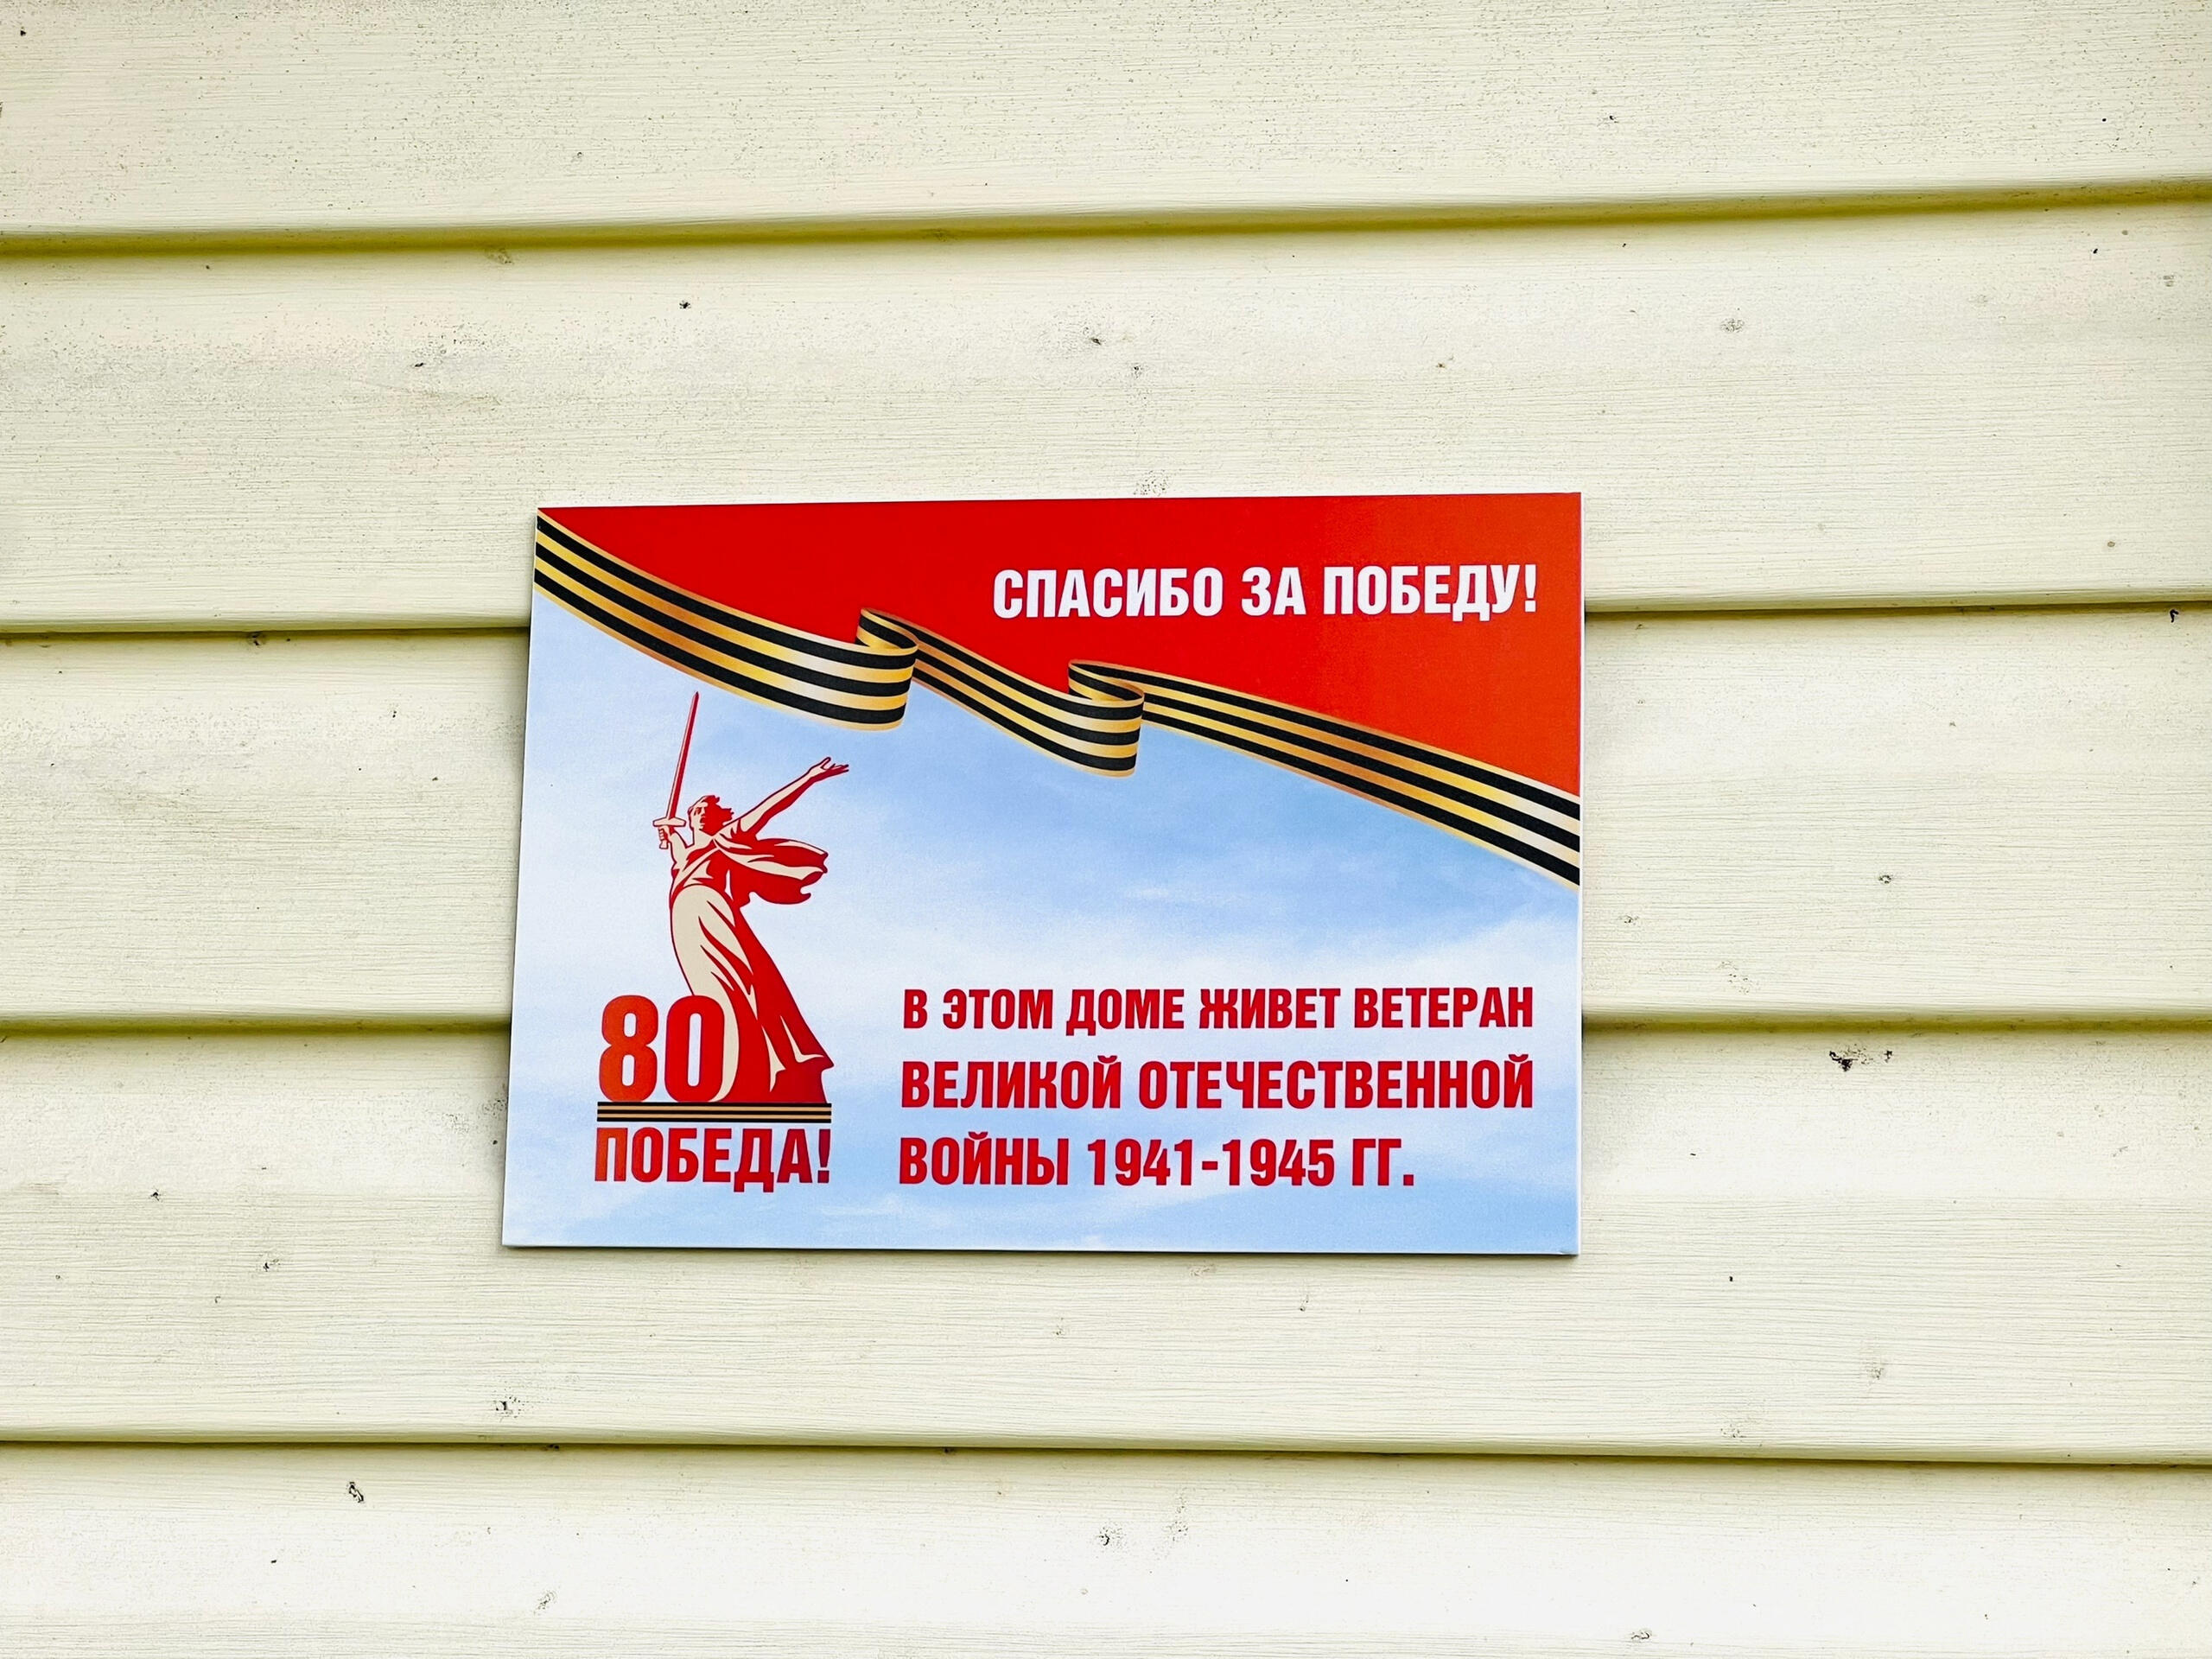 СПАСИБО ЗА ПОБЕДУ!
80
ПОБЕДА!
В ЭТОМ ДОМЕ ЖИВЕТ ВЕТЕРАН
ВЕЛИКОЙ ОТЕЧЕСТВЕННОЙ
ВОЙНЫ 1941-1945 ГГ.